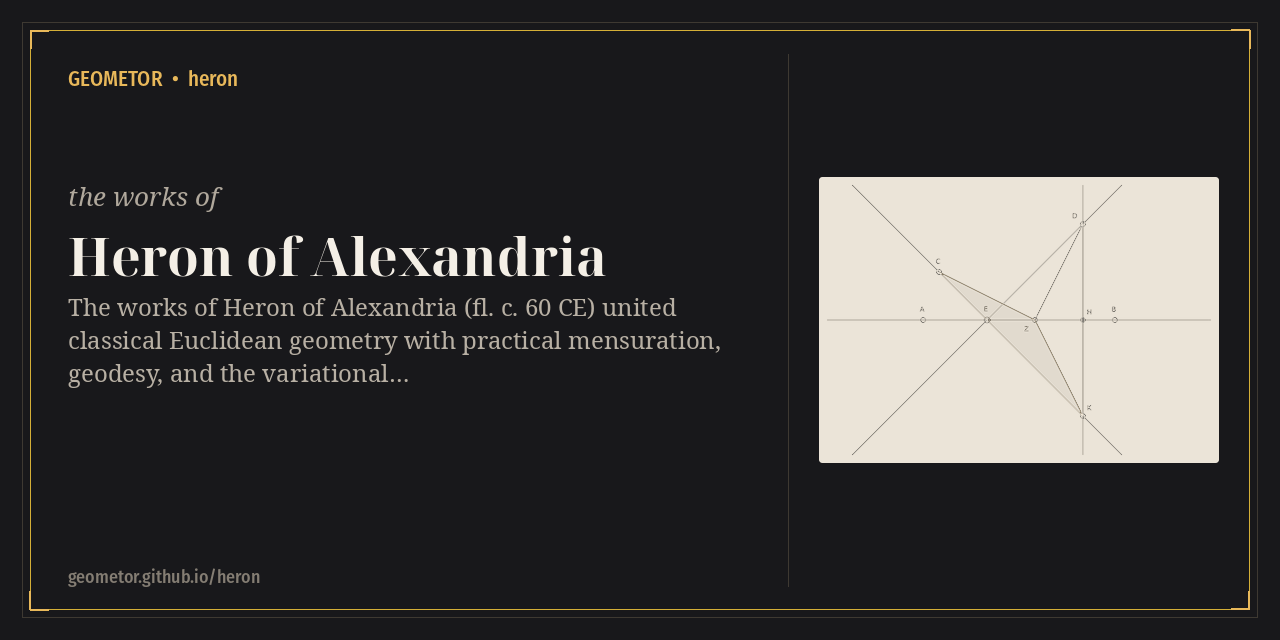 GEOMETOR • heron
the works of
Heron of Alexandria
The works of Heron of Alexandria (fl. c. 60 CE) united
classical Euclidean geometry with practical mensuration,
geodesy, and the variational...
geometor.github.io/heron
D
C
A
E
H
B
Z
K